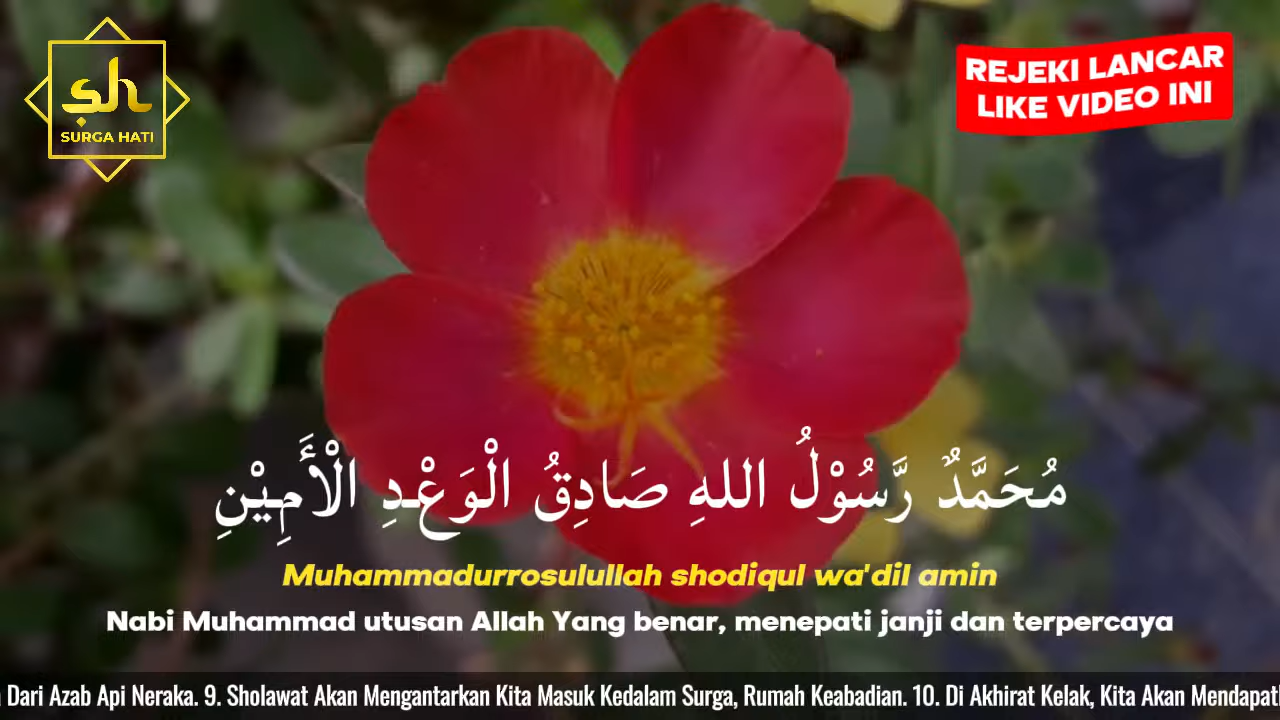 sh
SURGA HATI
REJEKI LANCAR
LIKE VIDEO INI
مُحَمَّدٌ رَّسُوْلُ اللهِ صَادِقُ الْوَعْدِ الْأَمِيْنِ
Muhammadurrosulullah shodiqul wa'dil amin
Nabi Muhammad utusan Allah Yang benar, menepati janji dan terpercaya
Dari Azab Api Neraka. 9. Sholawat Akan Mengantarkan Kita Masuk Kedalam Surga, Rumah Keabadian. 10. Di Akhirat Kelak, Kita Akan